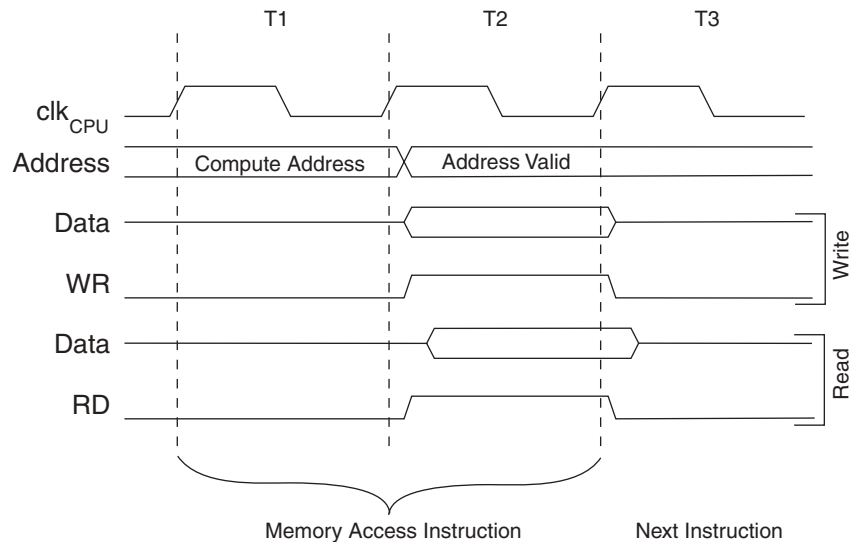 T1 T2 T3
clkCPU
Address Compute Address Address Valid
Data
WR
Write
Data
RD
Read
Memory Access Instruction Next Instruction